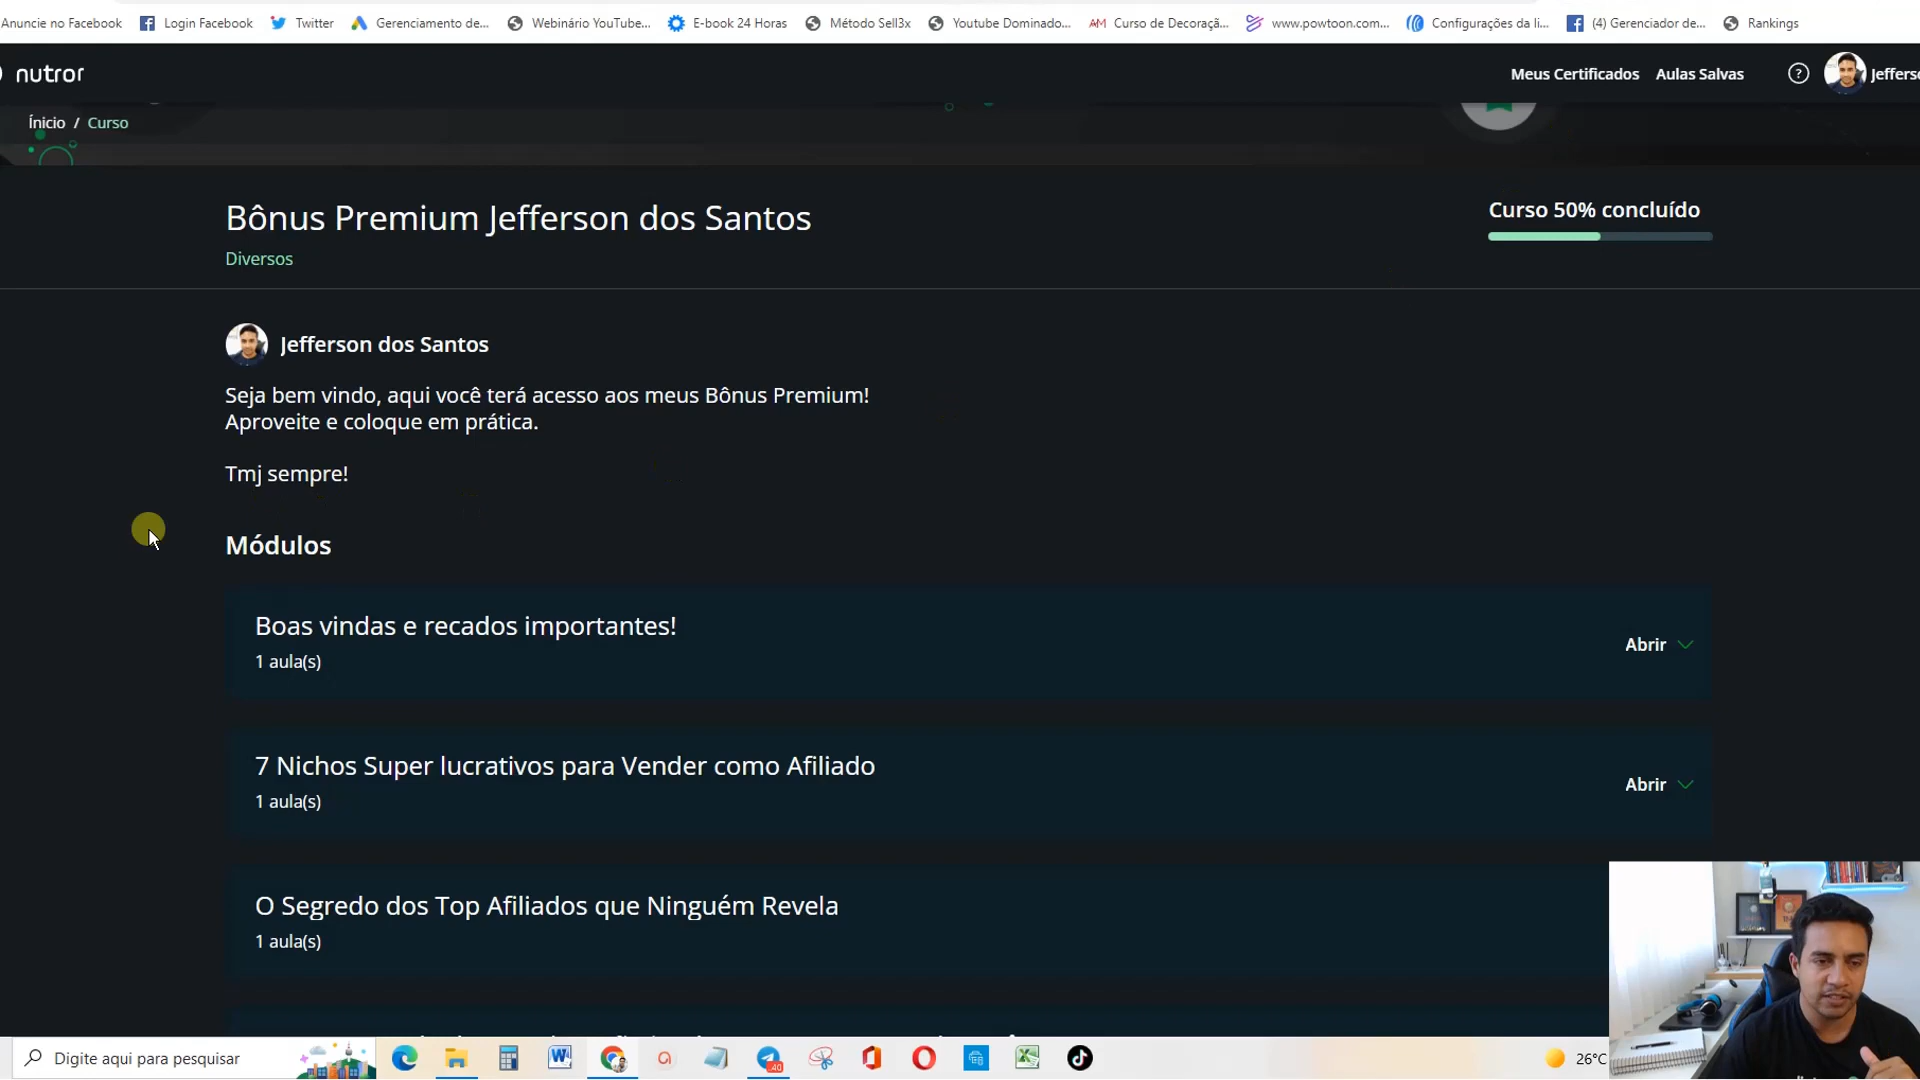 Anuncie no Facebook Login Facebook Twitter Gerenciamento de... Webinário YouTube... E-book 24 Horas Método Sell3x Youtube Dominado... AM Curso de Decoraçã... www.powtoon.com... Configurações da li... (4) Gerenciador de... Rankings
nutror Meus Certificados Aulas Salvas ? Jefferso
Ínicio / Curso
Bônus Premium Jefferson dos Santos
Curso 50% concluído
Diversos
Jefferson dos Santos
Seja bem vindo, aqui você terá acesso aos meus Bônus Premium!
Aproveite e coloque em prática.
Tmj sempre!
Módulos
Boas vindas e recados importantes!
1 aula(s)
Abrir
7 Nichos Super lucrativos para Vender como Afiliado
1 aula(s)
Abrir
O Segredo dos Top Afiliados que Ninguém Revela
1 aula(s)
Digite aqui para pesquisar 40 26°C